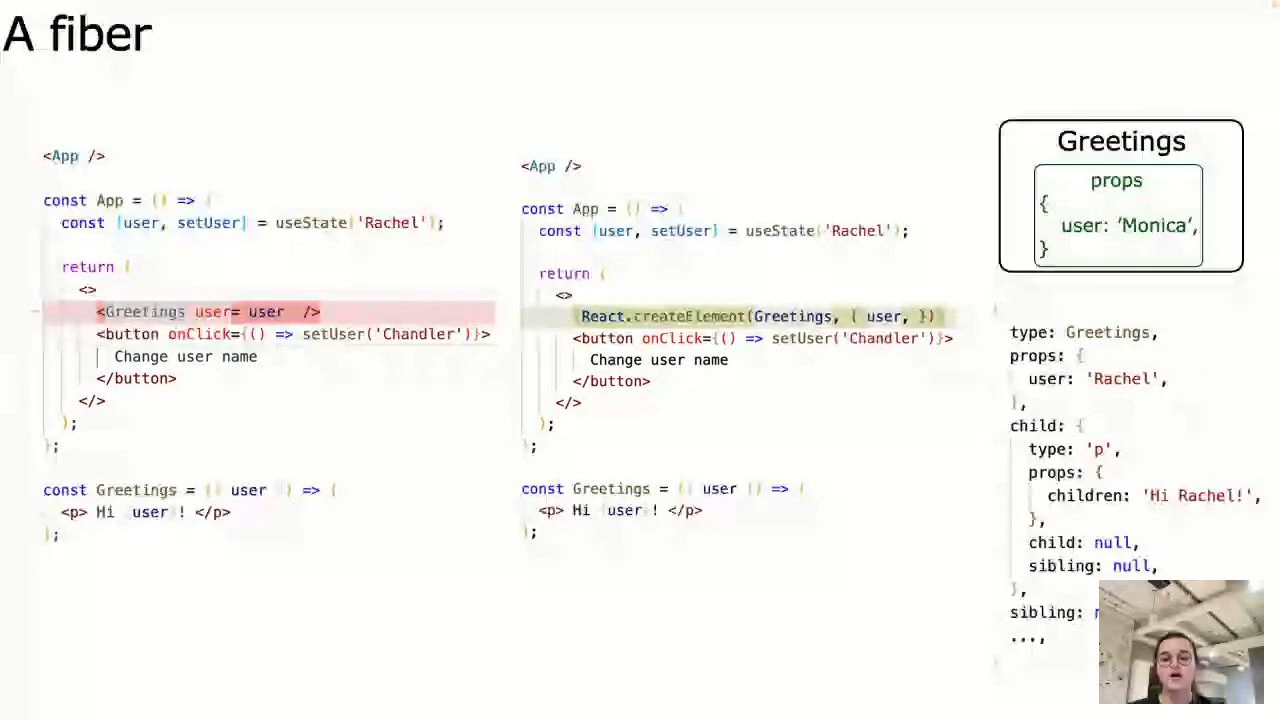 A fiber
<App />
const App = () => {
const [user, setUser] = useState('Rachel');
return (
<>
<Greetings user= user />
<button onClick={() => setUser('Chandler')}>
Change user name
</button>
</>
);
};
const Greetings = ({ user }) => (
<p> Hi {user}! </p>
);
<App />
const App = () => {
const [user, setUser] = useState('Rachel');
return (
<>
React.createElement(Greetings, { user, })
<button onClick={() => setUser('Chandler')}>
Change user name
</button>
</>
);
};
const Greetings = ({ user }) => (
<p> Hi {user}! </p>
);
Greetings
props
{
user: ‘Monica’,
}
{
type: Greetings,
props: {
user: 'Rachel',
},
child: {
type: 'p',
props: {
children: 'Hi Rachel!',
},
child: null,
sibling: null,
},
sibling:
...,